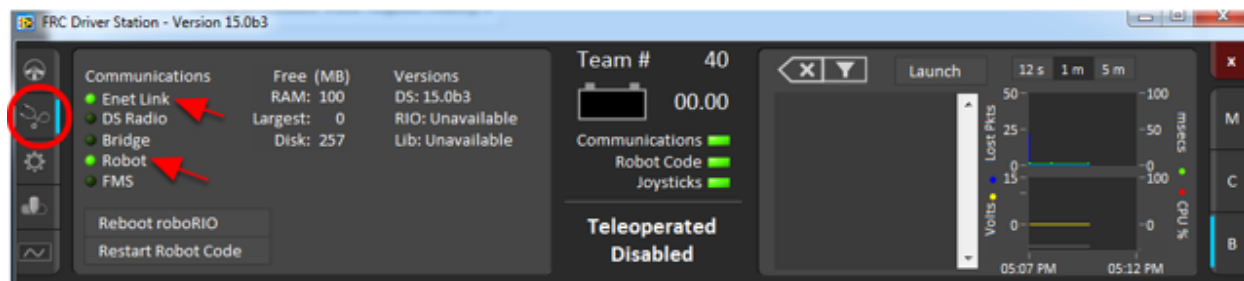 FRC Driver Station - Version 15.0b3
Communications
Enet Link
DS Radio
Bridge
Robot
FMS
Free (MB)
RAM: 100
Largest: 0
Disk: 257
Versions
DS: 15.0b3
RIO: Unavailable
Lib: Unavailable
Reboot roboRIO
Restart Robot Code
Team # 40
00.00
Communications
Robot Code
Joysticks
Teleoperated
Disabled
X
Launch
12 s 1 m 5 m
50
25
0
Lost Pkts
100
50
0
msecs
15
0
Volts
100
0
CPU %
05:07 PM 05:12 PM
X
M
C
B